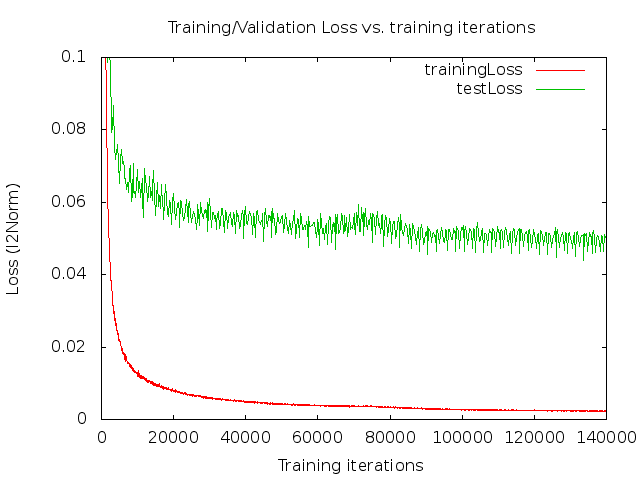 Training/Validation Loss vs. training iterations
0.1
trainingLoss
testLoss
0.08
0.06
Loss (l2Norm)
0.04
0.02
0
0 20000 40000 60000 80000 100000 120000 140000
Training iterations